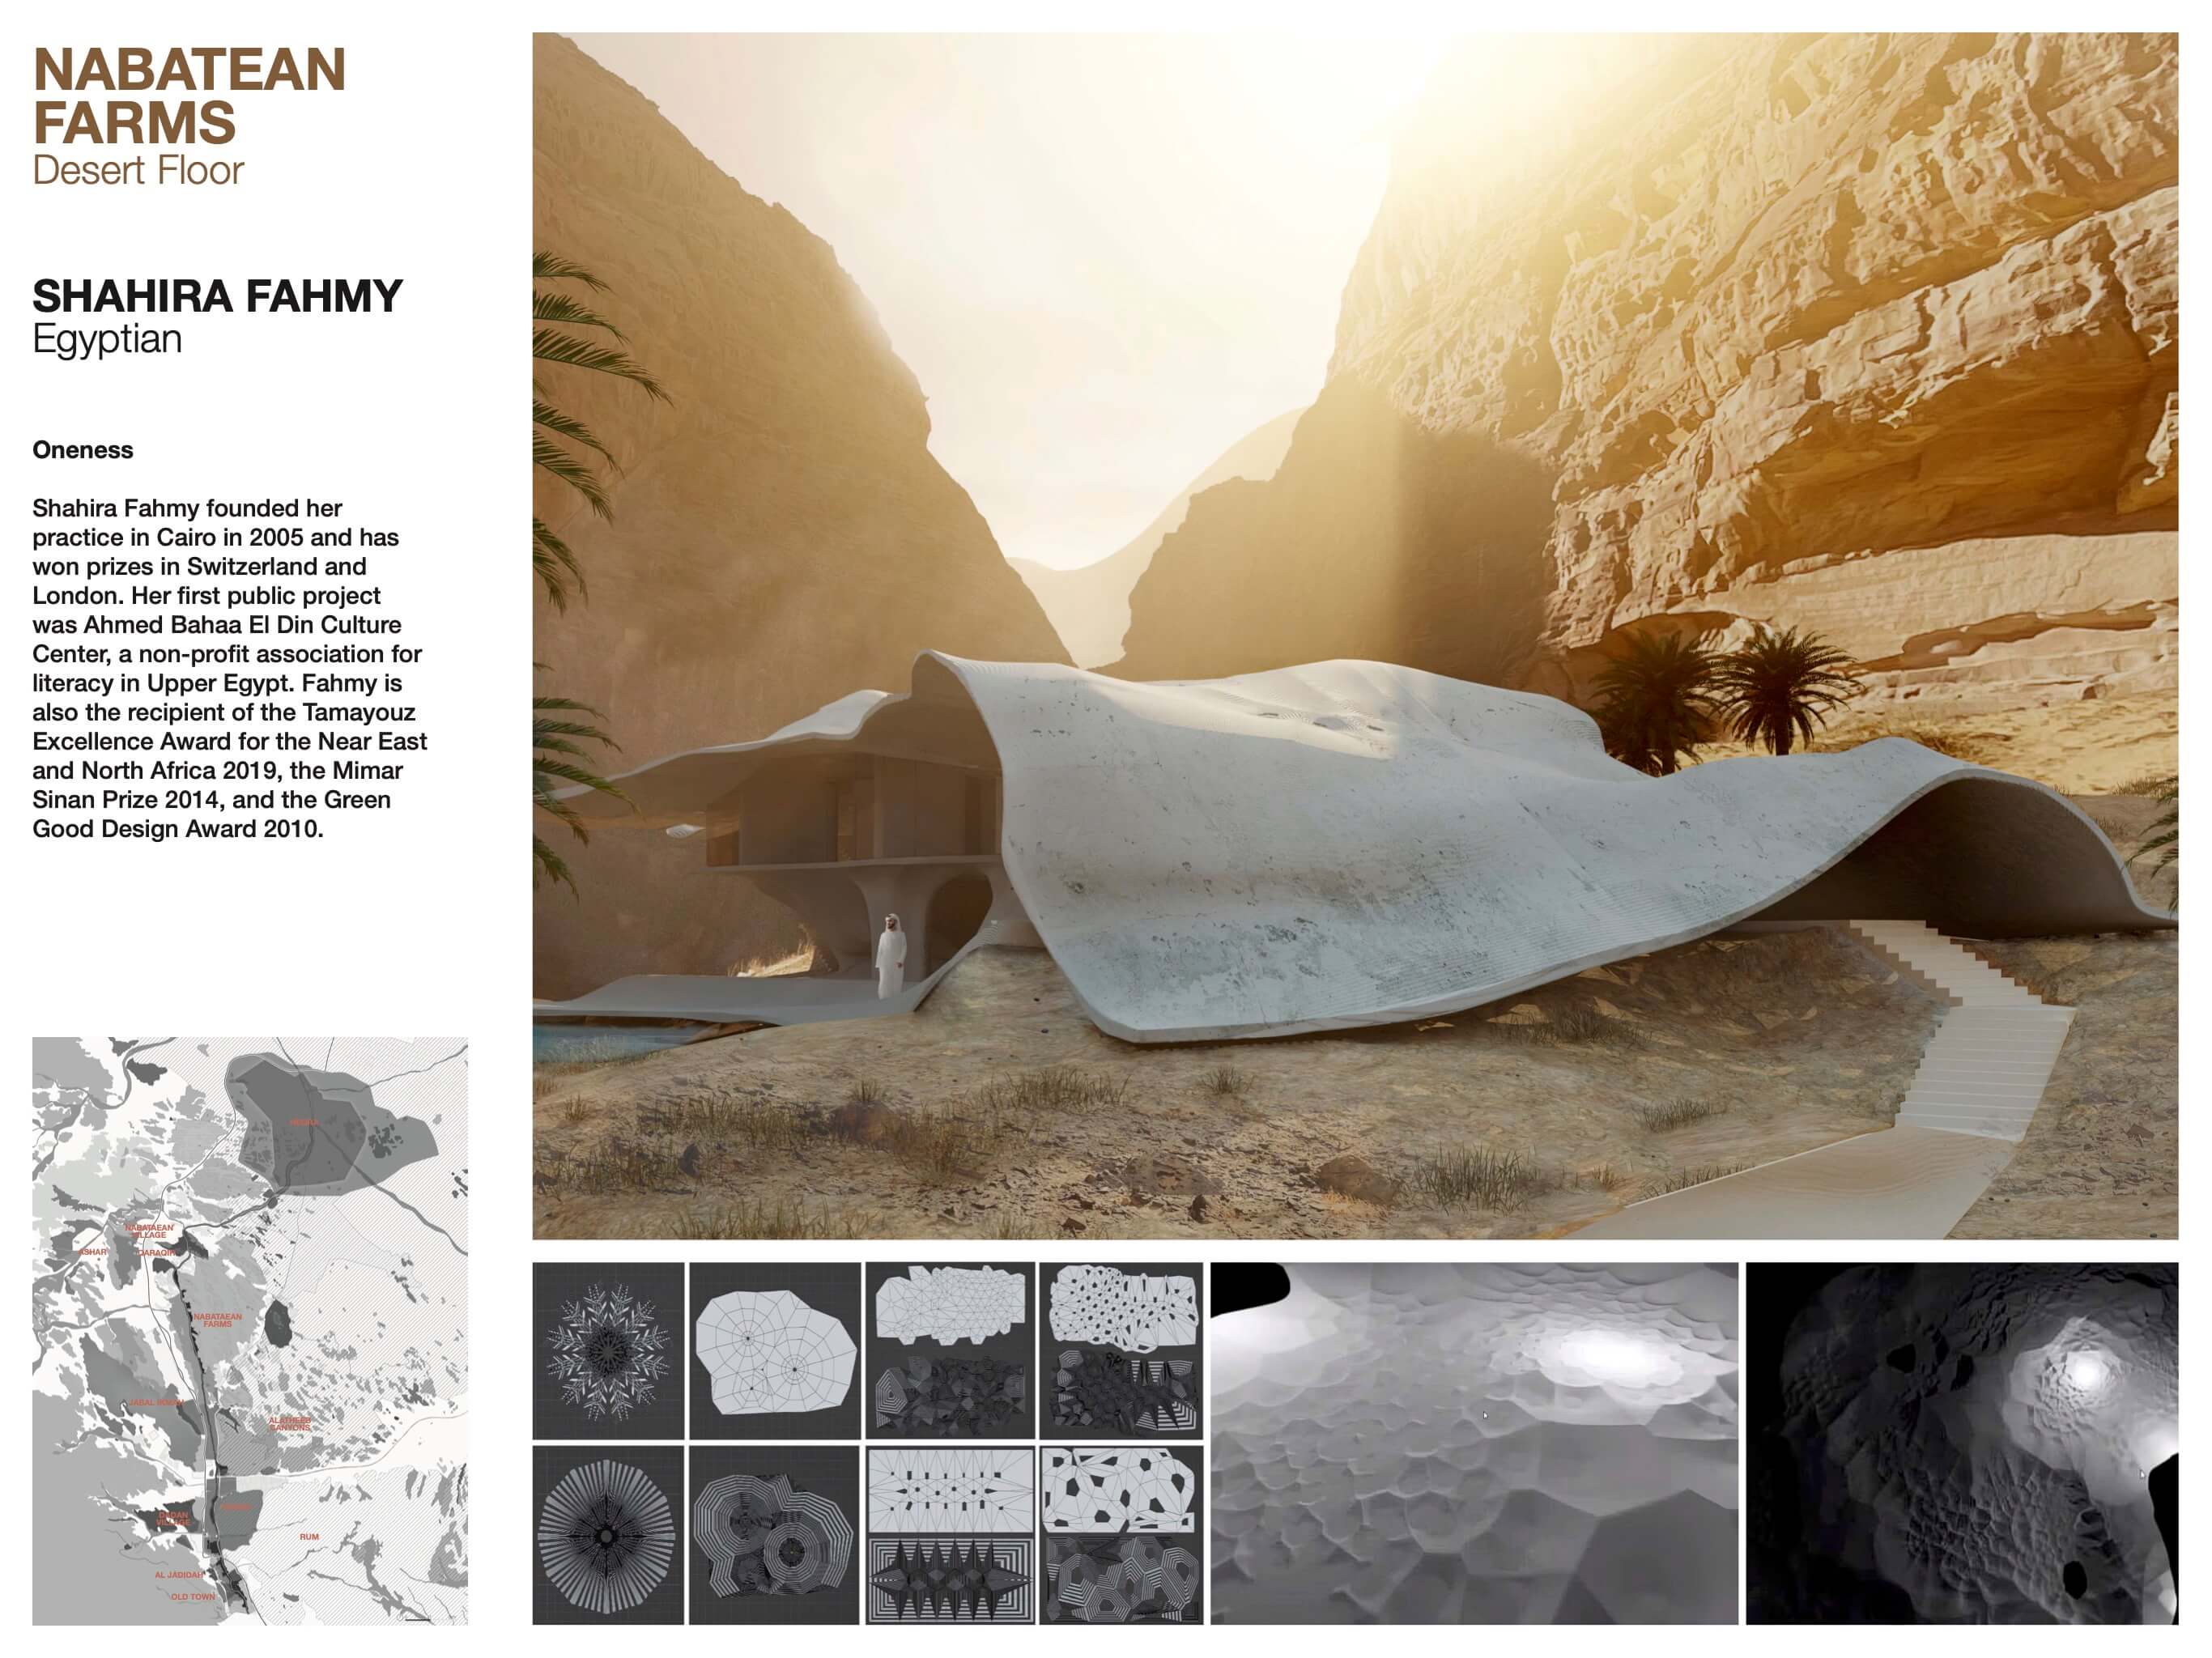 NABATEAN
FARMS
Desert Floor
SHAHIRA FAHMY
Egyptian
Oneness
Shahira Fahmy founded her
practice in Cairo in 2005 and has
won prizes in Switzerland and
London. Her first public project
was Ahmed Bahaa El Din Culture
Center, a non-profit association for
literacy in Upper Egypt. Fahmy is
also the recipient of the Tamayouz
Excellence Award for the Near East
and North Africa 2019, the Mimar
Sinan Prize 2014, and the Green
Good Design Award 2010.
HEGRA
NABATAEAN
VILLAGE
ASHAR
QARAQIR
NABATAEAN
FARMS
JABAL
ALATHEEB
CANYONS
DADAN
VILLAGE
RUM
AL JADIDAH
OLD TOWN